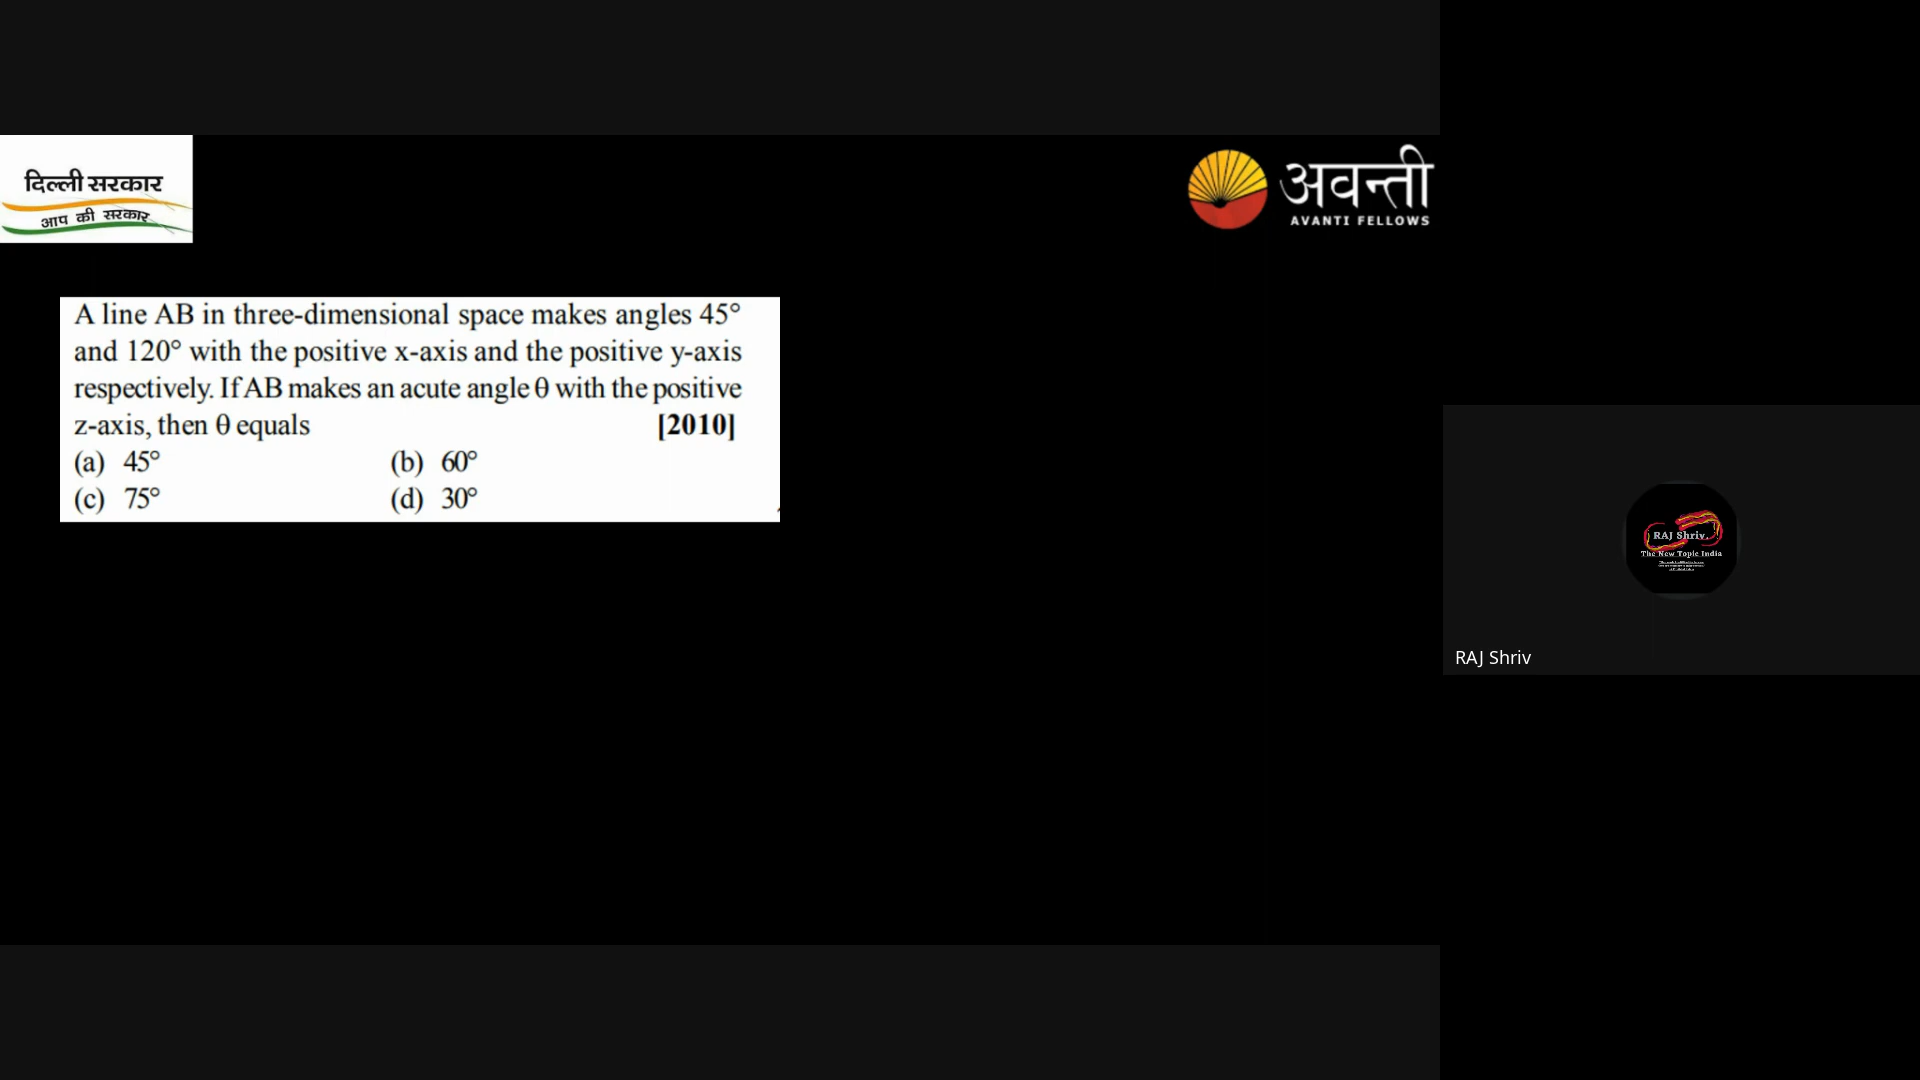 दिल्ली सरकार
आप की सरकार
अवन्ती
AVANTI FELLOWS
A line AB in three-dimensional space makes angles 45°
and 120° with the positive x-axis and the positive y-axis
respectively. If AB makes an acute angle θ with the positive
z-axis, then θ equals [2010]
(a) 45° (b) 60°
(c) 75° (d) 30°
RAJ Shriv.
The New Topic India
RAJ Shriv